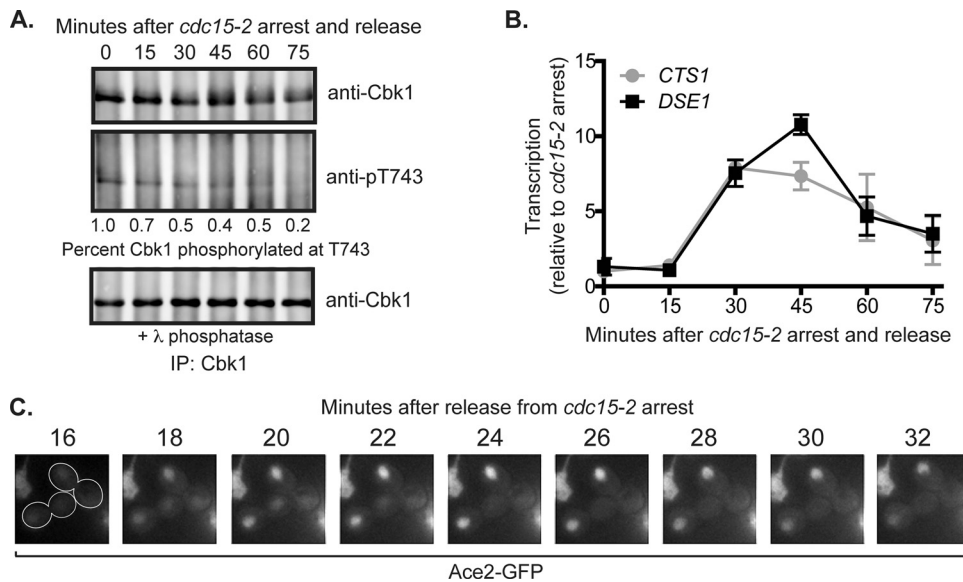 A.
Minutes after cdc15-2 arrest and release
0 15 30 45 60 75
anti-Cbk1
anti-pT743
1.0 0.7 0.5 0.4 0.5 0.2
Percent Cbk1 phosphorylated at T743
anti-Cbk1
+ λ phosphatase
IP: Cbk1
B.
CTS1
DSE1
Transcription
(relative to cdc15-2 arrest)
15
10
5
0
0 15 30 45 60 75
Minutes after cdc15-2 arrest and release
C.
Minutes after release from cdc15-2 arrest
16 18 20 22 24 26 28 30 32
Ace2-GFP